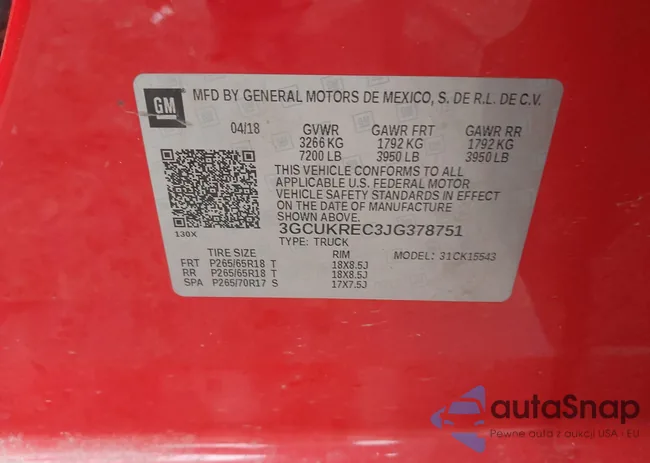 GM
MFD BY GENERAL MOTORS DE MEXICO, S. DE R.L. DE C.V.
04/18 GVWR GAWR FRT GAWR RR
3266 KG 1792 KG 1792 KG
7200 LB 3950 LB 3950 LB
THIS VEHICLE CONFORMS TO ALL
APPLICABLE U.S. FEDERAL MOTOR
VEHICLE SAFETY STANDARDS IN EFFECT
ON THE DATE OF MANUFACTURE
SHOWN ABOVE.
130X
3GCUKREC3JG378751
TYPE: TRUCK
TIRE SIZE RIM MODEL: 31CK15543
FRT P265/65R18 T 18X8.5J
RR P265/65R18 T 18X8.5J
SPA P265/70R17 S 17X7.5J
autaSnap
Pewne auta z aukcji USA - EU